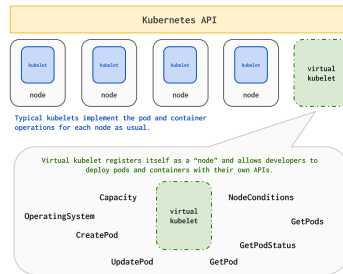 Kubernetes API
kubelet
kubelet
kubelet
kubelet
virtual
kubelet
node
node
node
node
Typical kubelets implement the pod and container
operations for each node as usual.
Virtual kubelet registers itself as a “node” and allows developers to
deploy pods and containers with their own APIs.
Capacity
NodeConditions
virtual
kubelet
OperatingSystem
GetPods
CreatePod
GetPodStatus
UpdatePod
GetPod